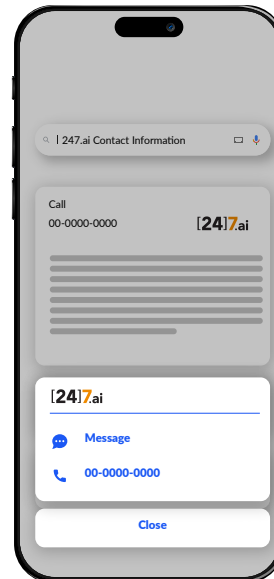 247.ai Contact Information
Call
00-0000-0000
[24]7.ai
[24]7.ai
Message
00-0000-0000
Close